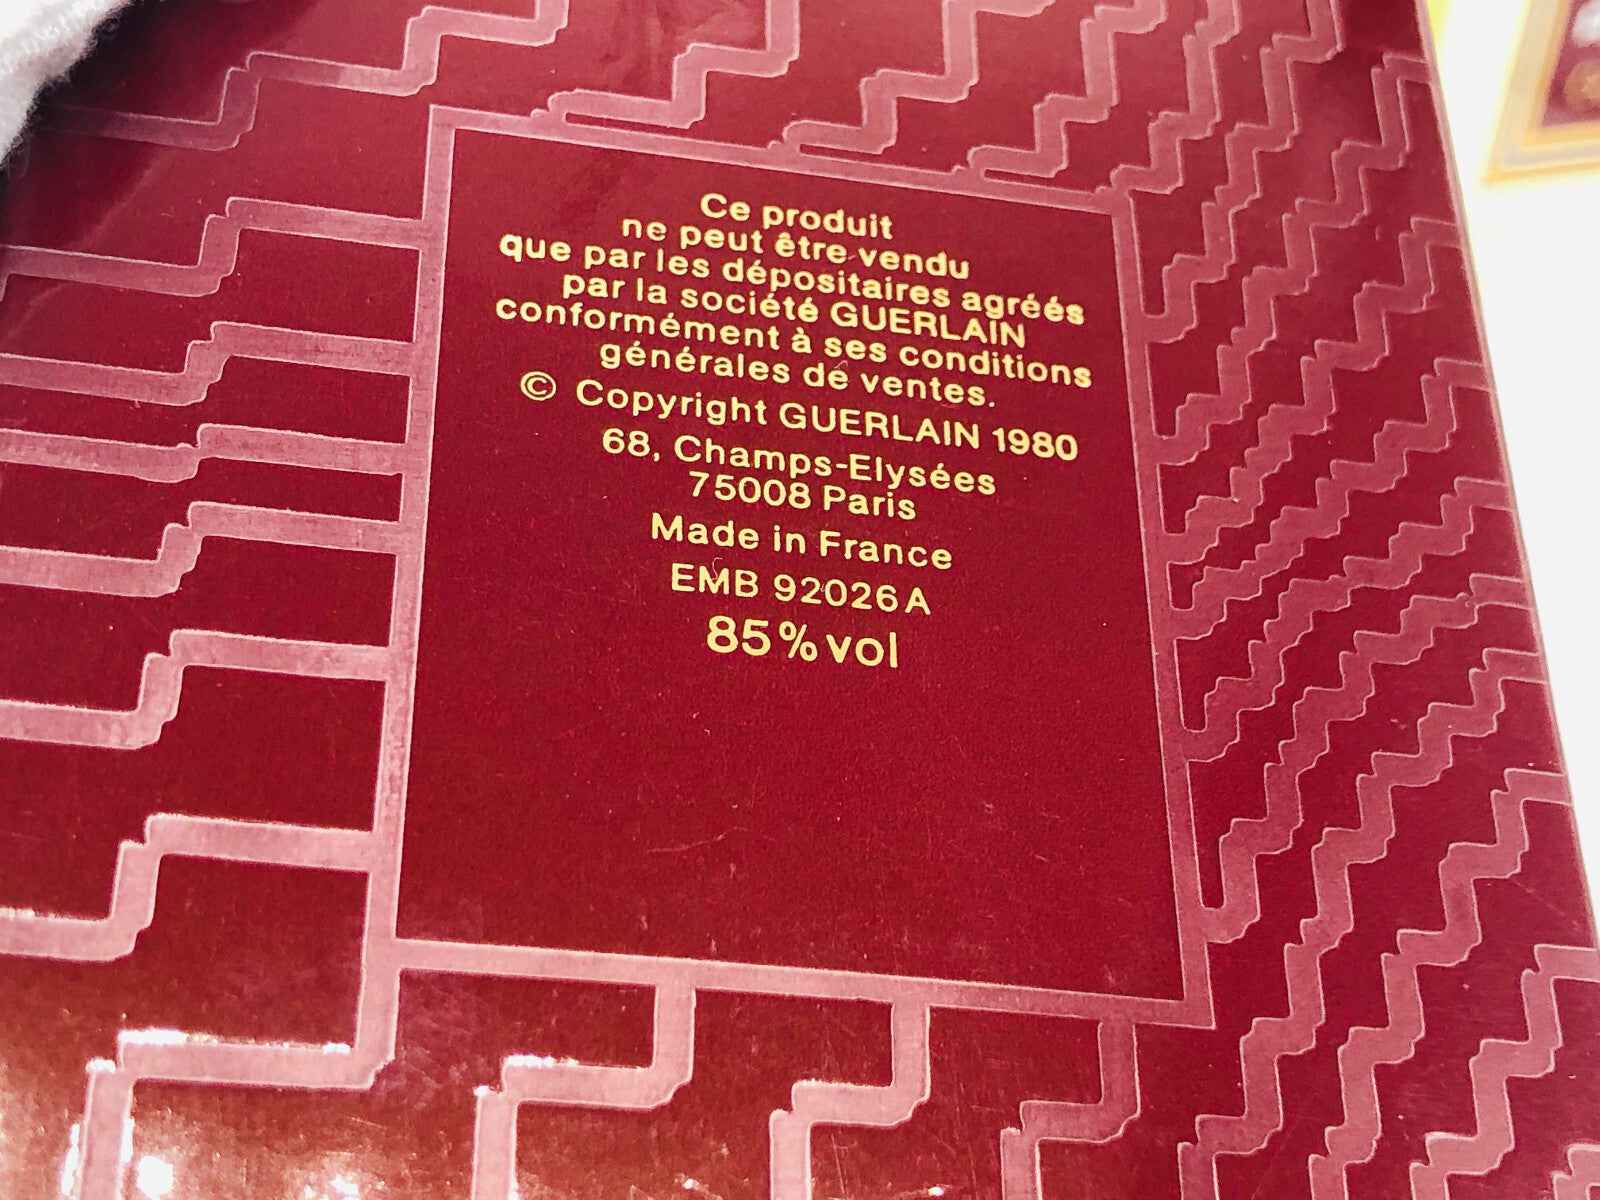 Ce produit
ne peut être vendu
que par les dépositaires agréés
par la société GUERLAIN
conformément à ses conditions
générales de ventes.
© Copyright GUERLAIN 1980
68, Champs-Elysées
75008 Paris
Made in France
EMB 92026 A
85% vol